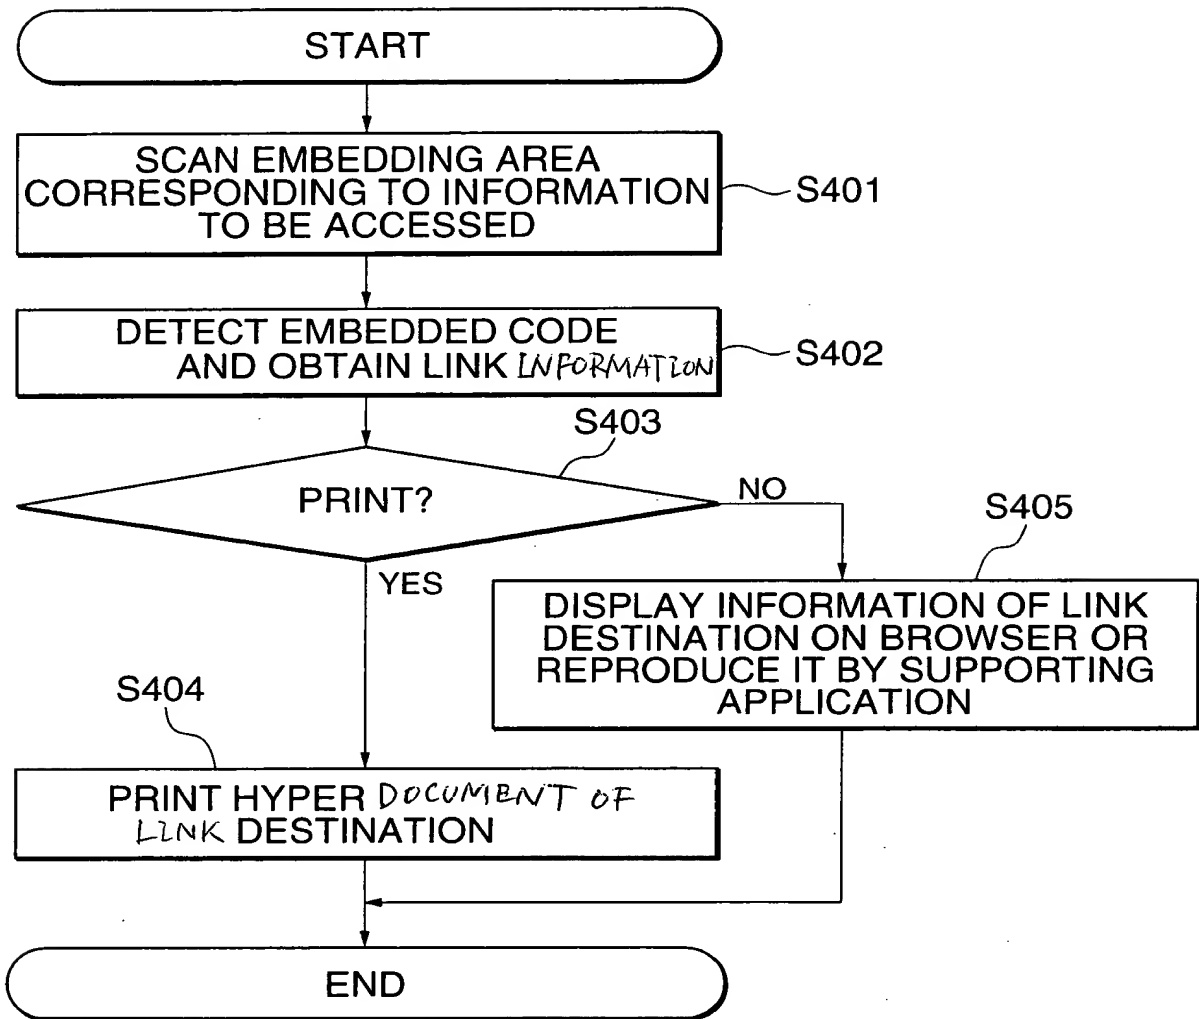 START
SCAN EMBEDDING AREA
CORRESPONDING TO INFORMATION
TO BE ACCESSED
S401
DETECT EMBEDDED CODE
AND OBTAIN LINK INFORMATION
S402
S403
PRINT?
NO
YES
S405
DISPLAY INFORMATION OF LINK
DESTINATION ON BROWSER OR
REPRODUCE IT BY SUPPORTING
APPLICATION
S404
PRINT HYPER DOCUMENT OF
LINK DESTINATION
END